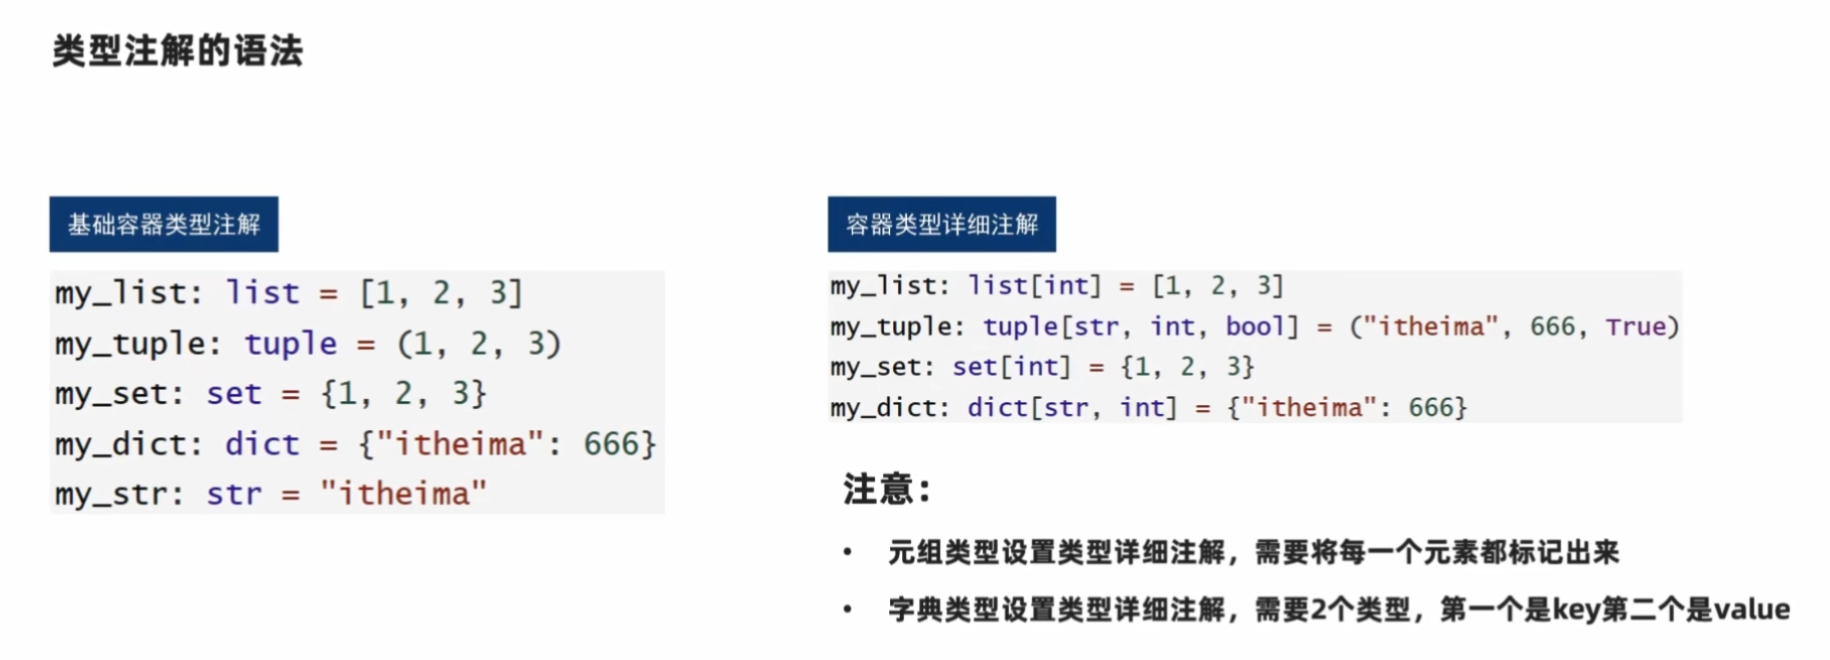 类型注解的语法
基础容器类型注解
my_list: list = [1, 2, 3]
my_tuple: tuple = (1, 2, 3)
my_set: set = {1, 2, 3}
my_dict: dict = {"itheima": 666}
my_str: str = "itheima"
容器类型详细注解
my_list: list[int] = [1, 2, 3]
my_tuple: tuple[str, int, bool] = ("itheima", 666, True)
my_set: set[int] = {1, 2, 3}
my_dict: dict[str, int] = {"itheima": 666}
注意：
• 元组类型设置类型详细注解，需要将每一个元素都标记出来
• 字典类型设置类型详细注解，需要2个类型，第一个是key第二个是value